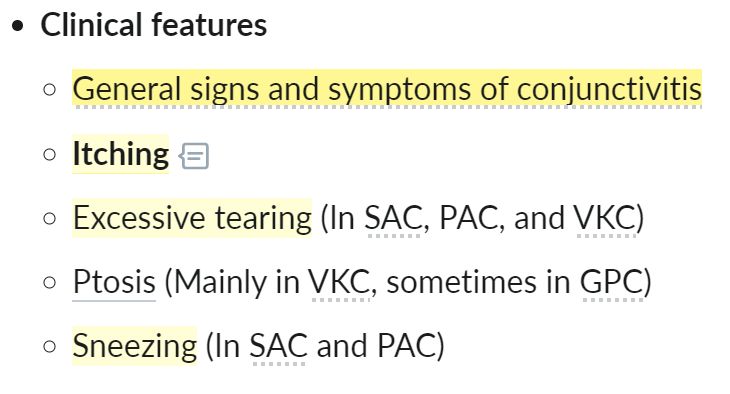 Clinical features
General signs and symptoms of conjunctivitis
Itching
Excessive tearing (In SAC, PAC, and VKC)
Ptosis (Mainly in VKC, sometimes in GPC)
Sneezing (In SAC and PAC)